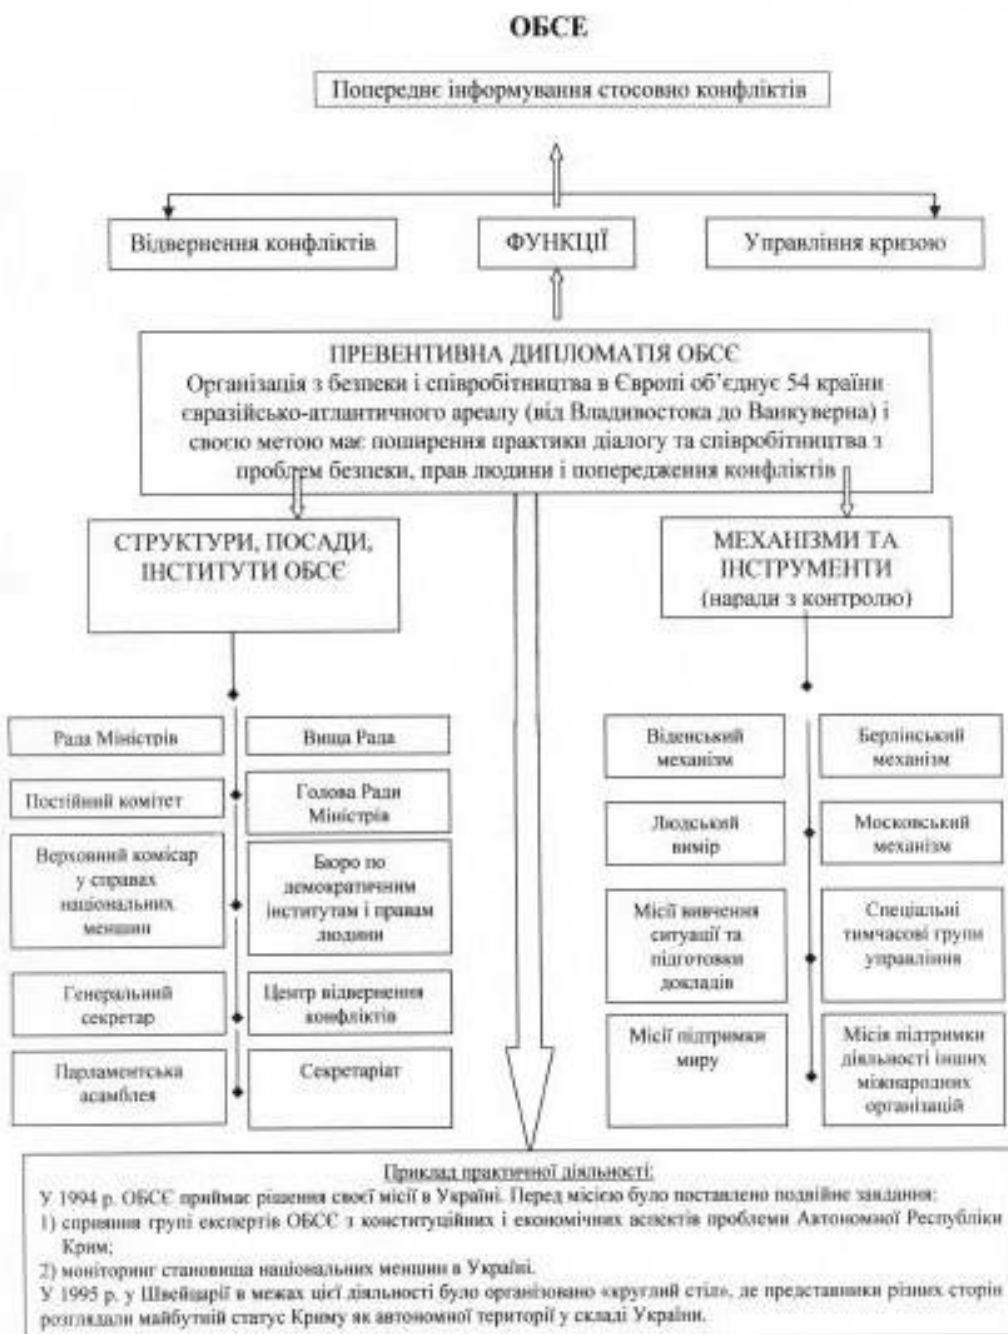 ОБСЕ
Попереднє інформування стосовно конфліктів
Відвернення конфліктів
ФУНКЦІЇ
Управління кризою
ПРЕВЕНТИВНА ДИПЛОМАТІЯ ОБСЄ
Організація з безпеки і співробітництва в Європі об’єднує 54 країни
євразійсько-атлантичного ареалу (від Владивостока до Ванкуверна) і
своєю метою має поширення практики діалогу та співробітництва з
проблем безпеки, прав людини і попередження конфліктів
СТРУКТУРИ, ПОСАДИ,
ІНСТИТУТИ ОБСЄ
МЕХАНІЗМИ ТА
ІНСТРУМЕНТИ
(наради з контролю)
Рада Міністрів
Вища Рада
Постійний комітет
Голова Ради
Міністрів
Верховний комісар
у справах
національних
меншин
Бюро по
демократичним
інститутам і правам
людини
Генеральний
секретар
Центр відвернення
конфліктів
Парламентська
асамблея
Секретаріат
Віденський
механізм
Берлінський
механізм
Людський
вимір
Московський
механізм
Місії вивчення
ситуації та
підготовки
докладів
Спеціальні
тимчасові групи
управління
Місії підтримки
миру
Місія підтримки
діяльності інших
міжнародних
організацій
Приклад практичної діяльності:
У 1994 р. ОБСЄ приймає рішення своєї місії в Україні. Перед місією було поставлено подвійне завдання:
1) сприяння групі експертів ОБСЄ з конституційних і економічних аспектів проблеми Автономної Республіки
Крим;
2) моніторинг становища національних меншин в Україні.
У 1995 р. у Швейцарії в межах цієї діяльності було організовано «круглий стіл», де представники різних сторін
розглядали майбутній статус Криму як автономної території у складі України.